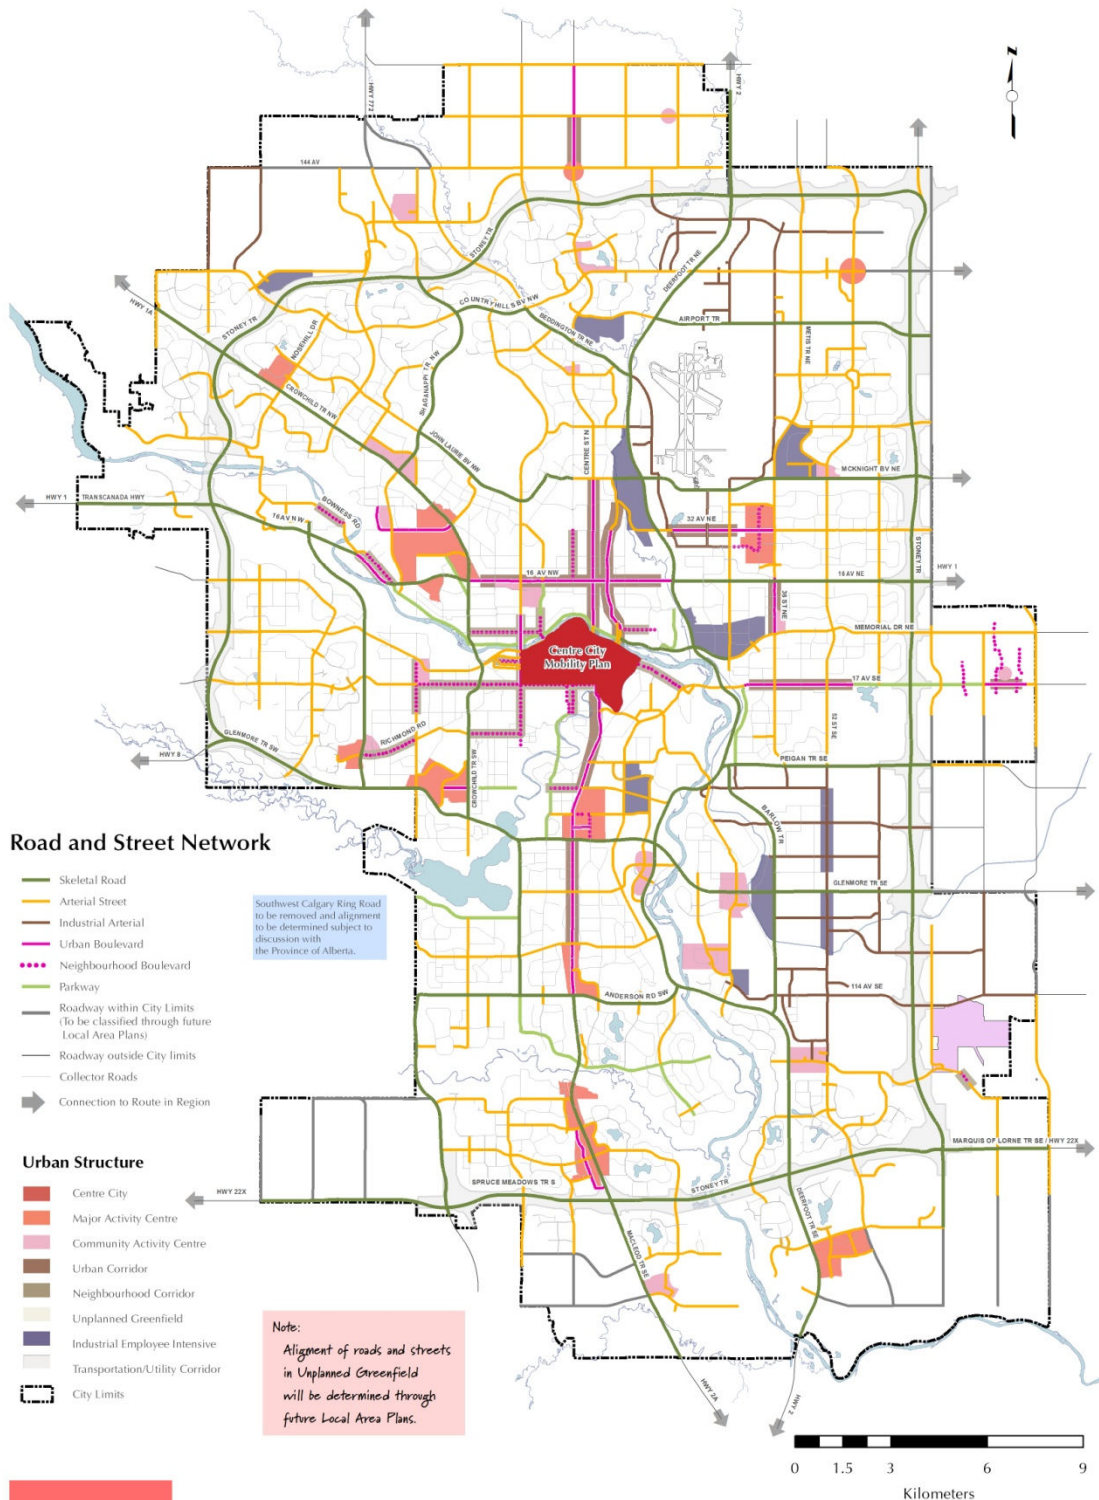 N
HWY 772
HWY 2
144 AV
STONEY TR
DEERFOOT TR NE
HWY 1A
COUNTRY HILLS BV NW
STONEY TR
NOSEHILL DR
BEDDINGTON TR NE
AIRPORT TR
METIS TR NE
SHAGANAPPI TR NW
CROWCHILD TR NW
JOHN LAURIE BV NW
CENTRE ST N
MCKNIGHT BV NE
HWY 1
TRANSCANADA HWY
16 AV NW
BOWNESS RD
32 AV NE
STONEY TR
16 AV NW
16 AV NE
HWY 1
36 ST NE
MEMORIAL DR NE
Centre City
Mobility Plan
17 AV SE
52 ST SE
RICHMOND RD
GLENMORE TR SW
HWY 8
CROWCHILD TR SW
PEIGAN TR SE
BARLOW TR
GLENMORE TR SE
114 AV SE
ANDERSON RD SW
MARQUIS OF LORNE TR SE / HWY 22X
HWY 22X
SPRUCE MEADOWS TR S
STONEY TR
DEERFOOT TR SE
MACLEOD TR SE
HWY 2A
HWY 2
Road and Street Network
Skeletal Road
Arterial Street
Industrial Arterial
Urban Boulevard
Neighbourhood Boulevard
Parkway
Roadway within City Limits
(To be classified through future
Local Area Plans)
Roadway outside City limits
Collector Roads
Connection to Route in Region
Southwest Calgary Ring Road
to be removed and alignment
to be determined subject to
discussion with
the Province of Alberta.
Urban Structure
Centre City
Major Activity Centre
Community Activity Centre
Urban Corridor
Neighbourhood Corridor
Unplanned Greenfield
Industrial Employee Intensive
Transportation/Utility Corridor
City Limits
Note:
Aligment of roads and streets
in Unplanned Greenfield
will be determined through
future Local Area Plans.
0 1.5 3 6 9
Kilometers